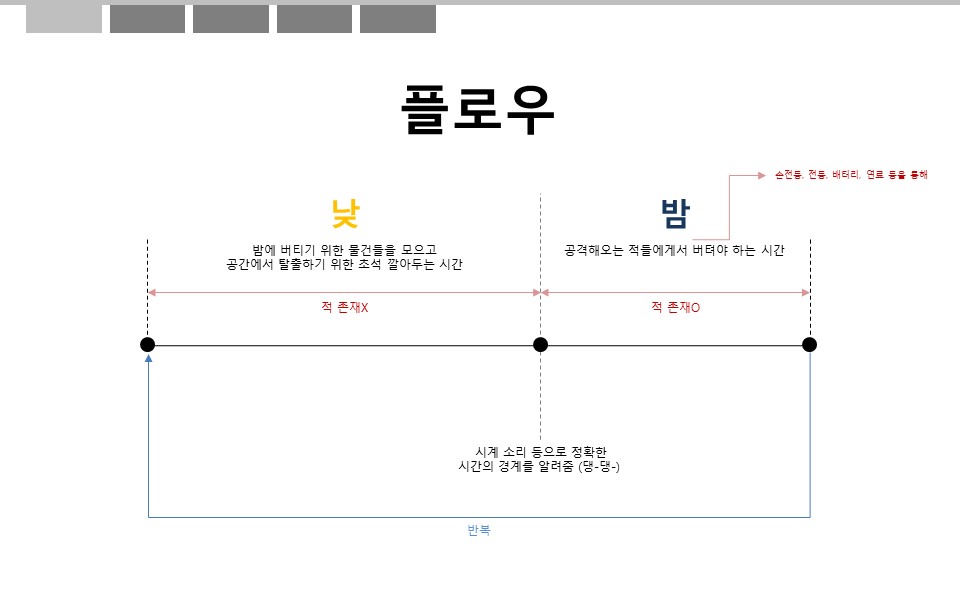 플로우
손전등, 전등, 배터리, 연료 등을 통해
낮
밤
밤에 버티기 위한 물건들을 모으고
공간에서 탈출하기 위한 초석 깔아두는 시간
공격해오는 적들에게서 버텨야 하는 시간
적 존재X
적 존재O
시계 소리 등으로 정확한
시간의 경계를 알려줌 (댕-댕-)
반복